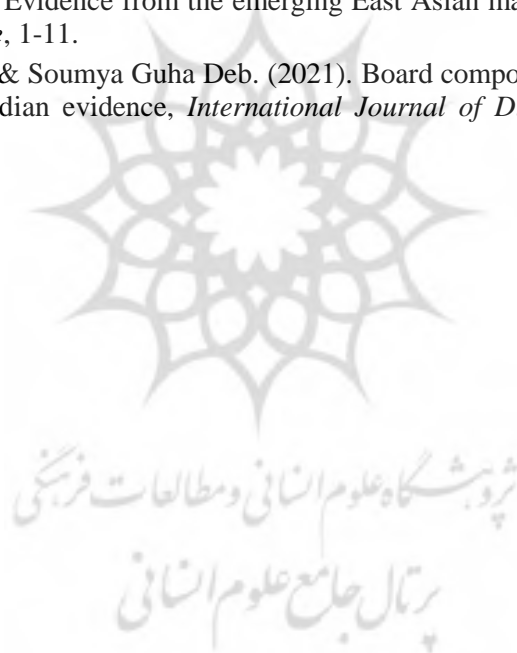 Evidence from the emerging East Asian ma
, 1-11.
& Soumya Guha Deb. (2021). Board compo
dian evidence, International Journal of D
پژوهشگاه علوم انسانی و مطالعات فرهنگی
پرتال جامع علوم انسانی